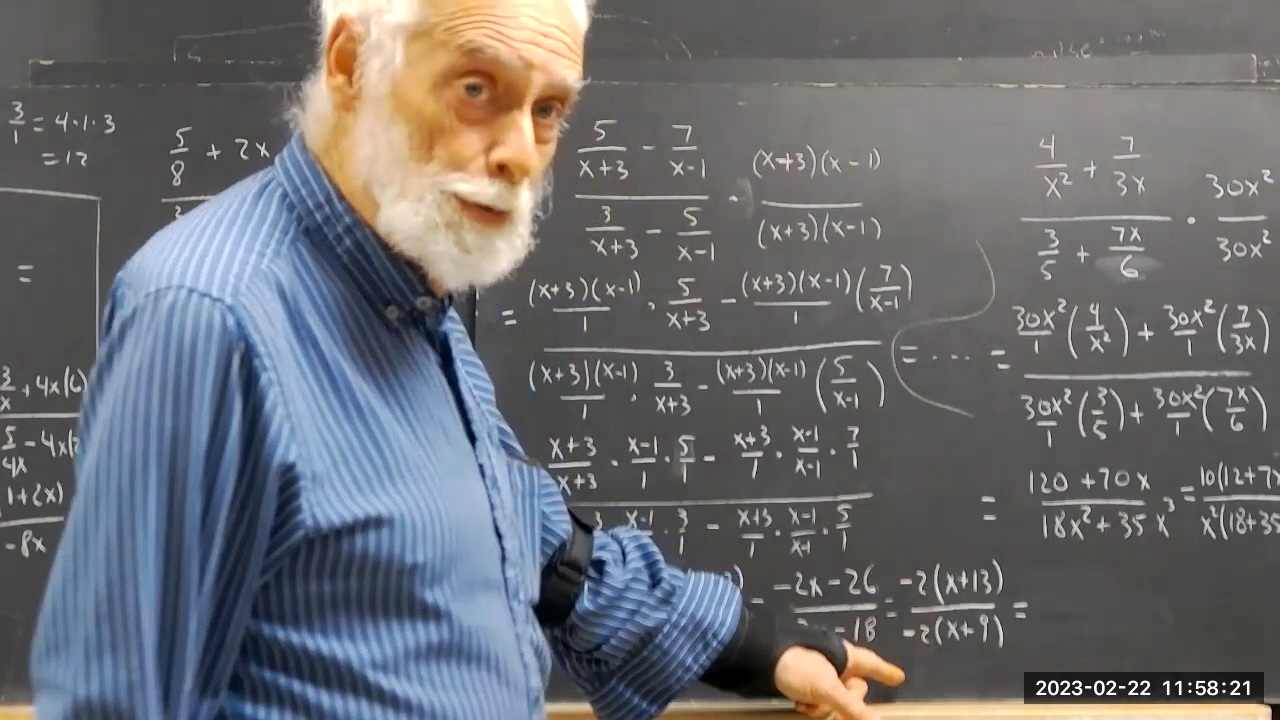 3/1 = 4·1·3
= 12
=
3/x + 4x(6)
5/4x - 4x(
1+2x)
-8x
5/8 + 2x
5/(x+3) - 7/(x-1) · (x+3)(x-1)
3/(x+3) - 5/(x-1) (x+3)(x-1)
= (x+3)(x-1)/1 · 5/(x+3) - (x+3)(x-1)/1 (7/(x-1))
(x+3)(x-1)/1 · 3/(x+3) - (x+3)(x-1)/1 (5/(x-1))
= ...
(x+3)/(x+3) · (x-1)/1 · 5/1 - (x+3)/1 · (x-1)/(x-1) · 7/1
(x-1)/1 · 3/1 - (x+3)/1 · (x-1)/(x-1) · 5/1
= (-2x-26)/( -18) = -2(x+13)/-2(x+9) =
4/x² + 7/3x · 30x²
3/5 + 7x/6 30x²
= 30x²/1 (4/x²) + 30x²/1 (7/3x)
30x²/1 (3/5) + 30x²/1 (7x/6)
= (120 + 70x)/(18x² + 35x³) = 10(12+7x/x²(18+35
2023-02-22 11:58:21